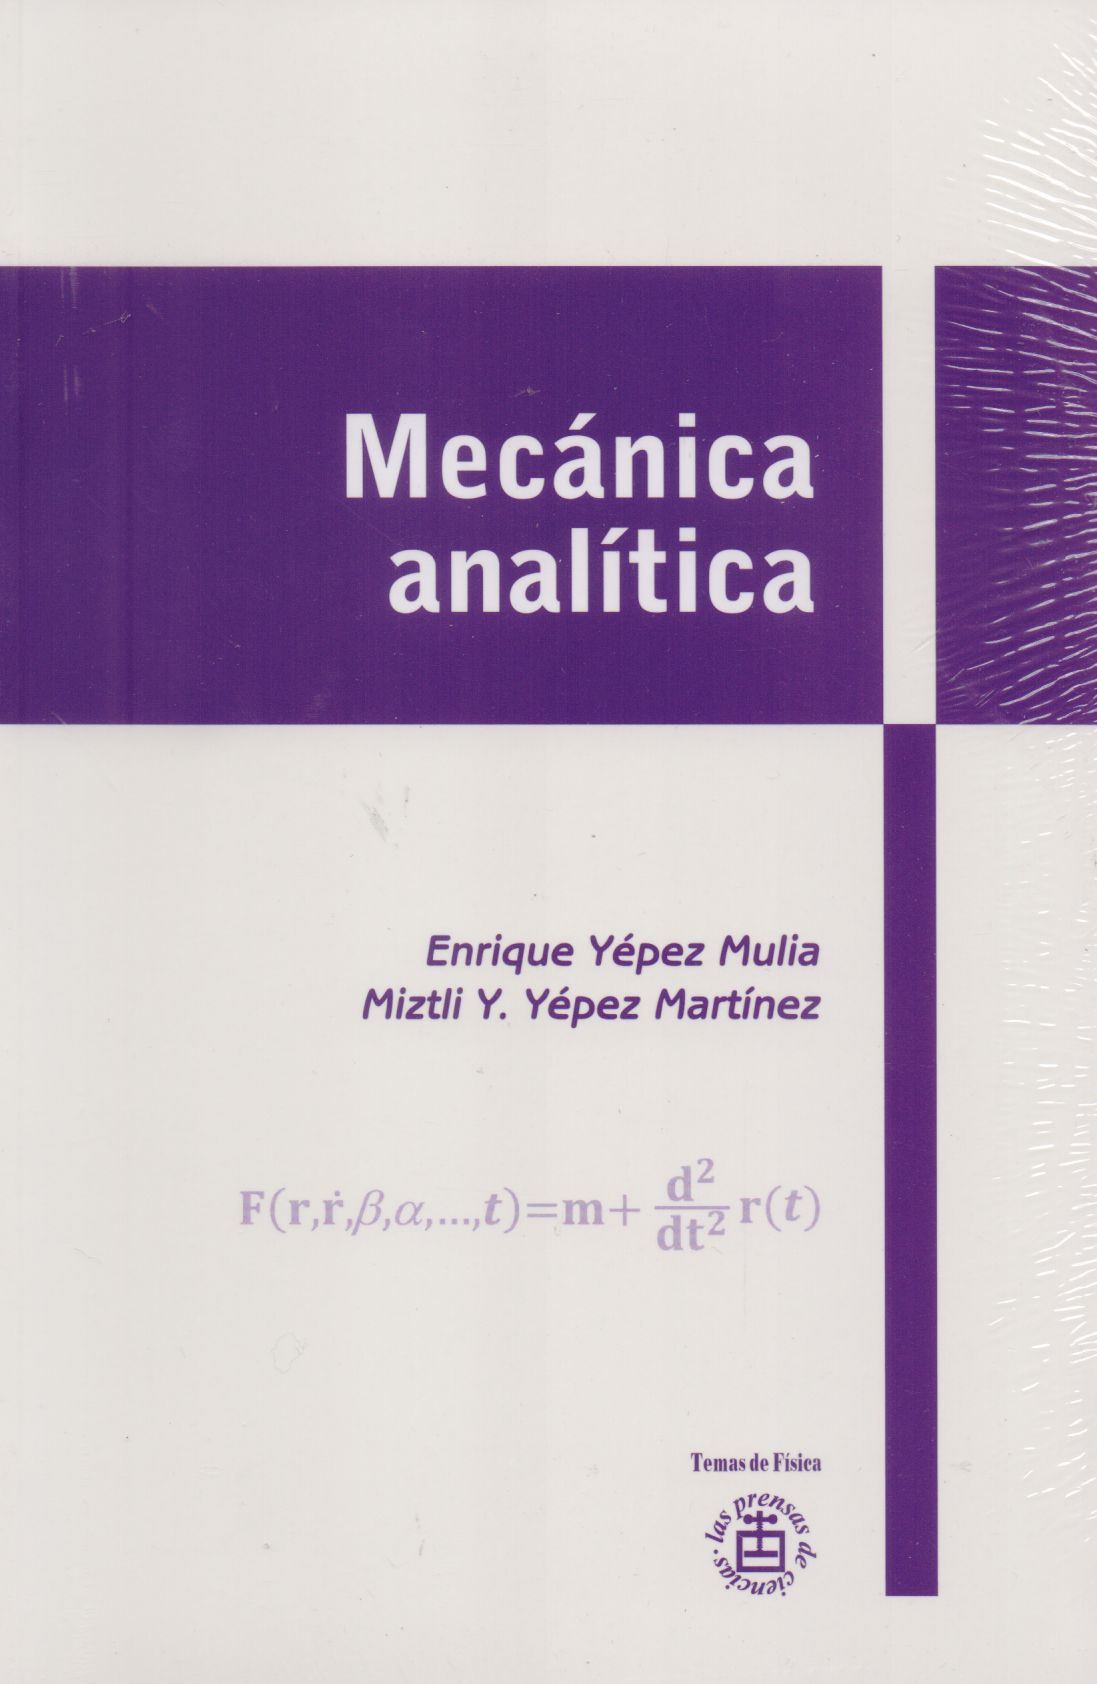 Mecánica
analítica
Enrique Yépez Mulia
Miztli Y. Yépez Martínez
F(r,ṙ,β,α,...,t)=m+ d²/dt² r(t)
Temas de Física
las prensas de ciencias.